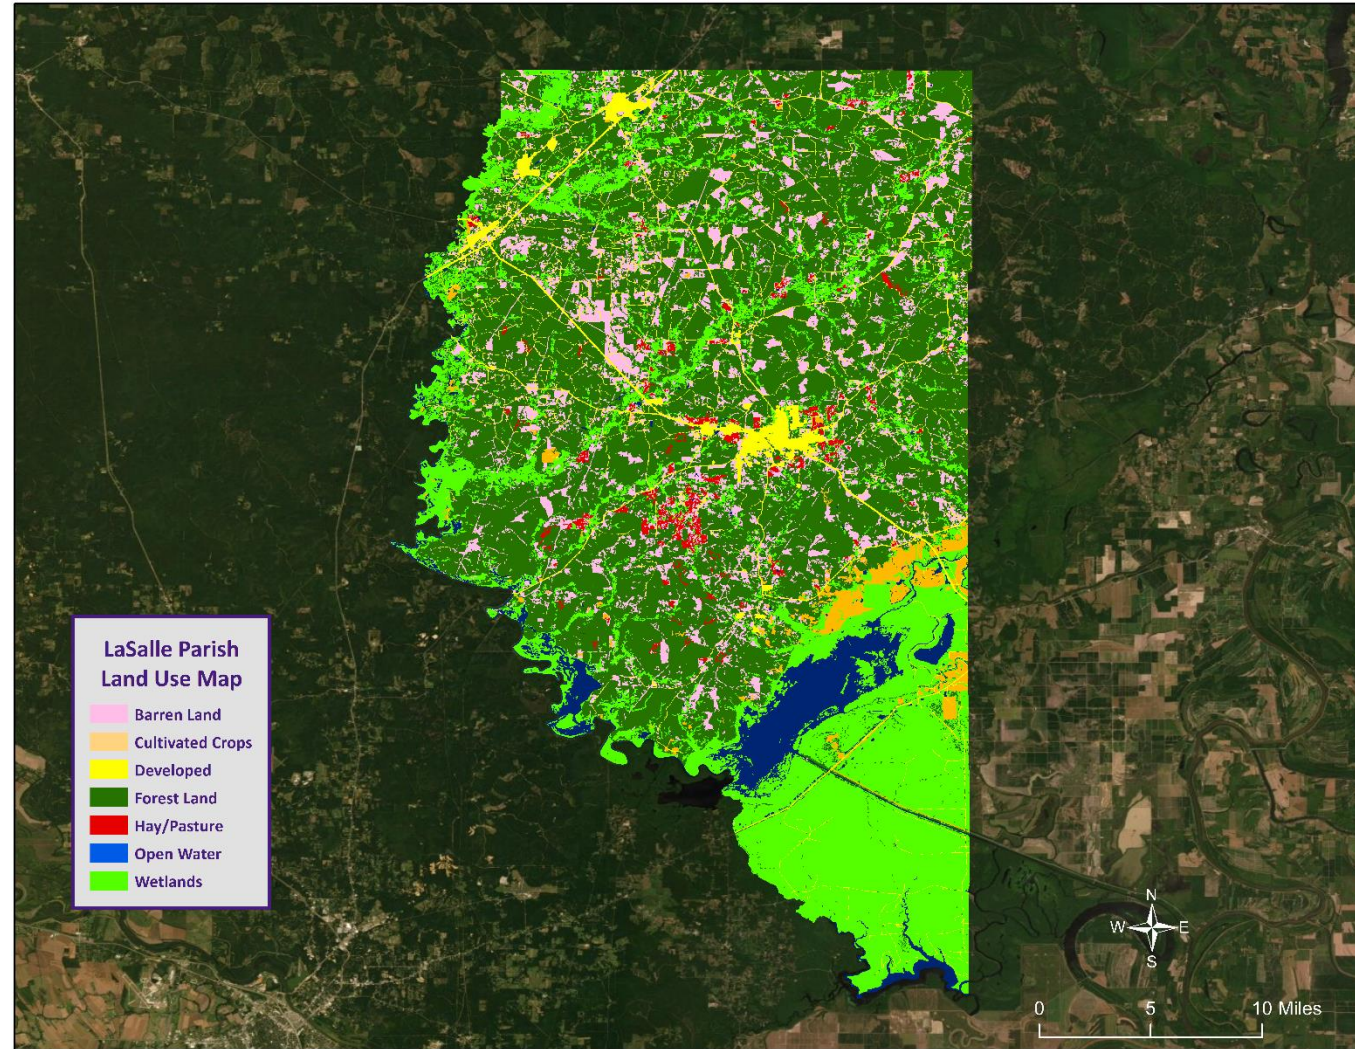 LaSalle Parish
Land Use Map
Barren Land
Cultivated Crops
Developed
Forest Land
Hay/Pasture
Open Water
Wetlands
N
W E
S
0 5 10 Miles